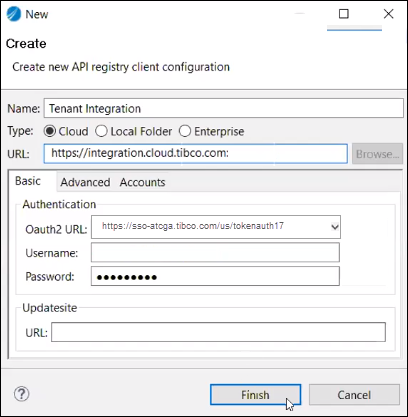 New
Create
Create new API registry client configuration
Name: Tenant Integration
Type: Cloud Local Folder Enterprise
URL: https://integration.cloud.tibco.com: Browse...
Basic Advanced Accounts
Authentication
Oauth2 URL: https://sso-atcga.tibco.com/us/tokenauth17
Username:
Password: ●●●●●●●●●
Updatesite
URL:
? Finish Cancel